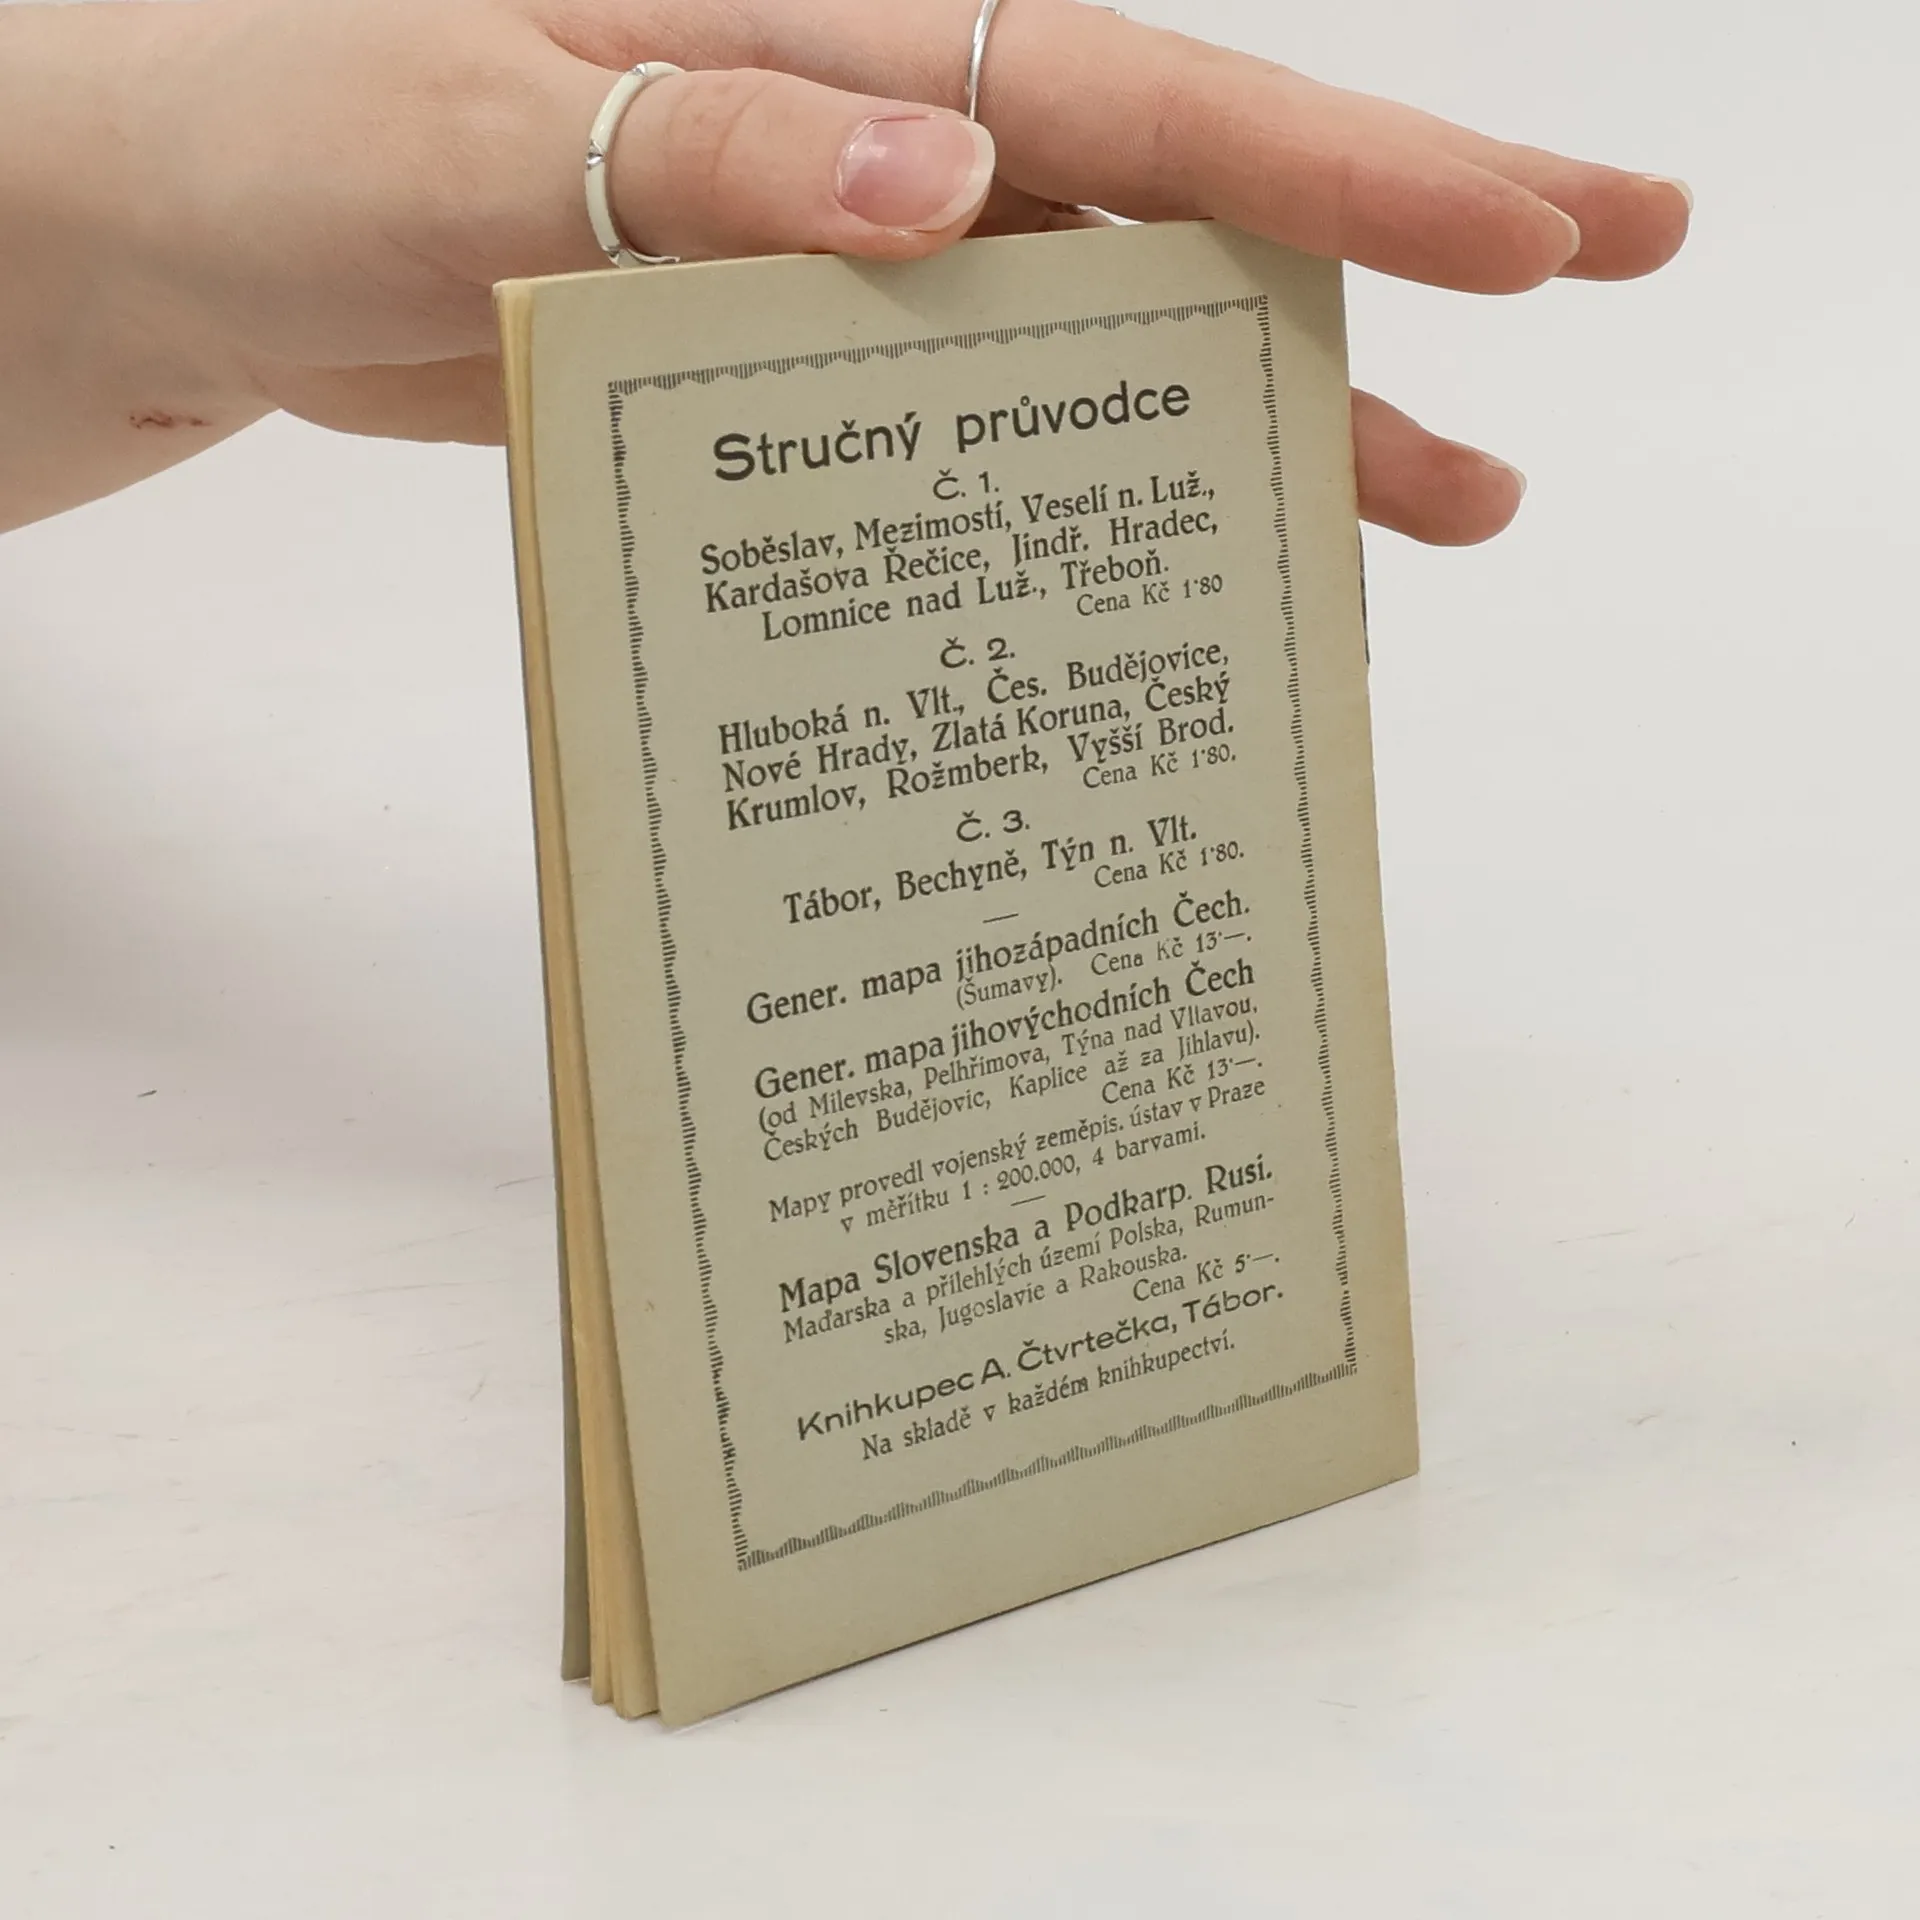 Stručný průvodce
Č. 1.
Soběslav, Mezimostí, Veselí n. Luž.,
Kardašova Řečice, Jindř. Hradec,
Lomnice nad Luž., Třeboň.
Cena Kč 1·80
Č. 2.
Hluboká n. Vlt., Čes. Budějovice,
Nové Hrady, Zlatá Koruna, Český
Krumlov, Rožmberk, Vyšší Brod.
Cena Kč 1·80.
Č. 3.
Tábor, Bechyně, Týn n. Vlt.
Cena Kč 1·80.
Gener. mapa jihozápadních Čech.
(Šumavy). Cena Kč 13·—.
Gener. mapa jihovýchodních Čech
(od Milevska, Pelhřimova, Týna nad Vltavou,
Českých Budějovic, Kaplice až za Jihlavu).
Cena Kč 13·—.
Mapy provedl vojenský zeměpis. ústav v Praze
v měřítku 1 : 200.000, 4 barvami.
Mapa Slovenska a Podkarp. Rusi.
Maďarska a přilehlých území Polska, Rumun-
ska, Jugoslavie a Rakouska.
Cena Kč 5·—.
Knihkupec A. Čtvrtečka, Tábor.
Na skladě v každém knihkupectví.